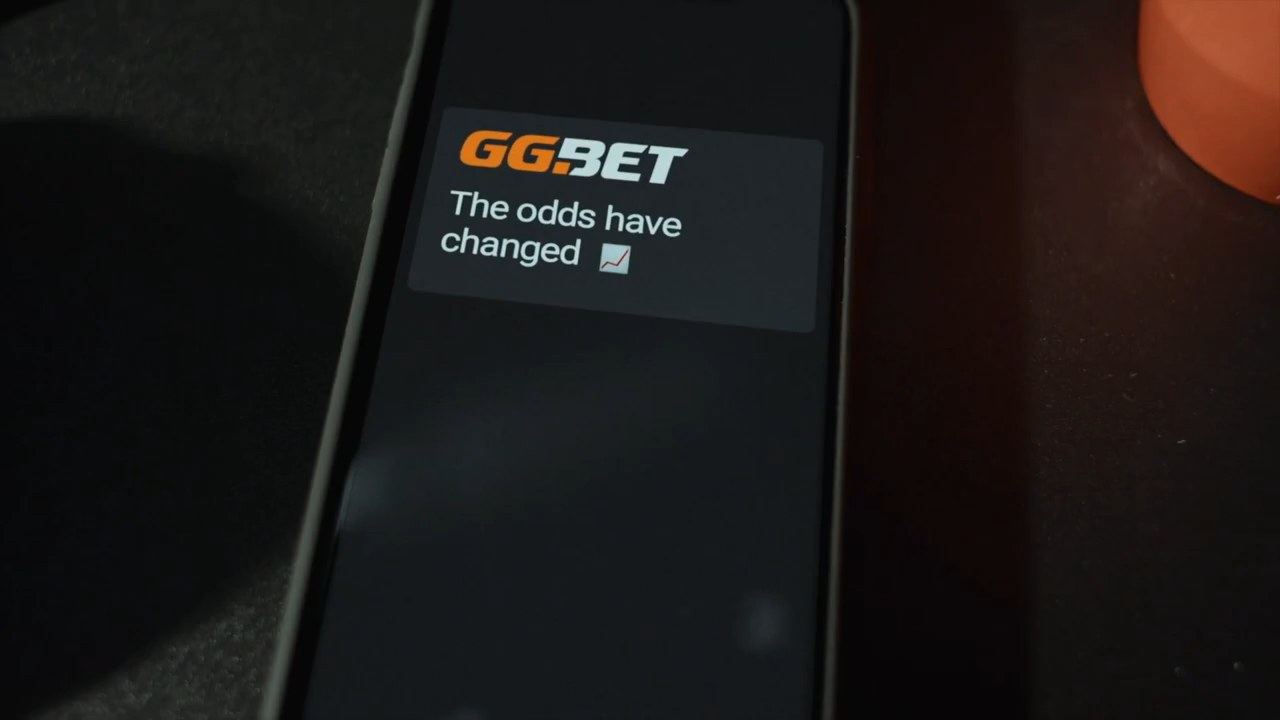 GG.BET
The odds have
changed 📈